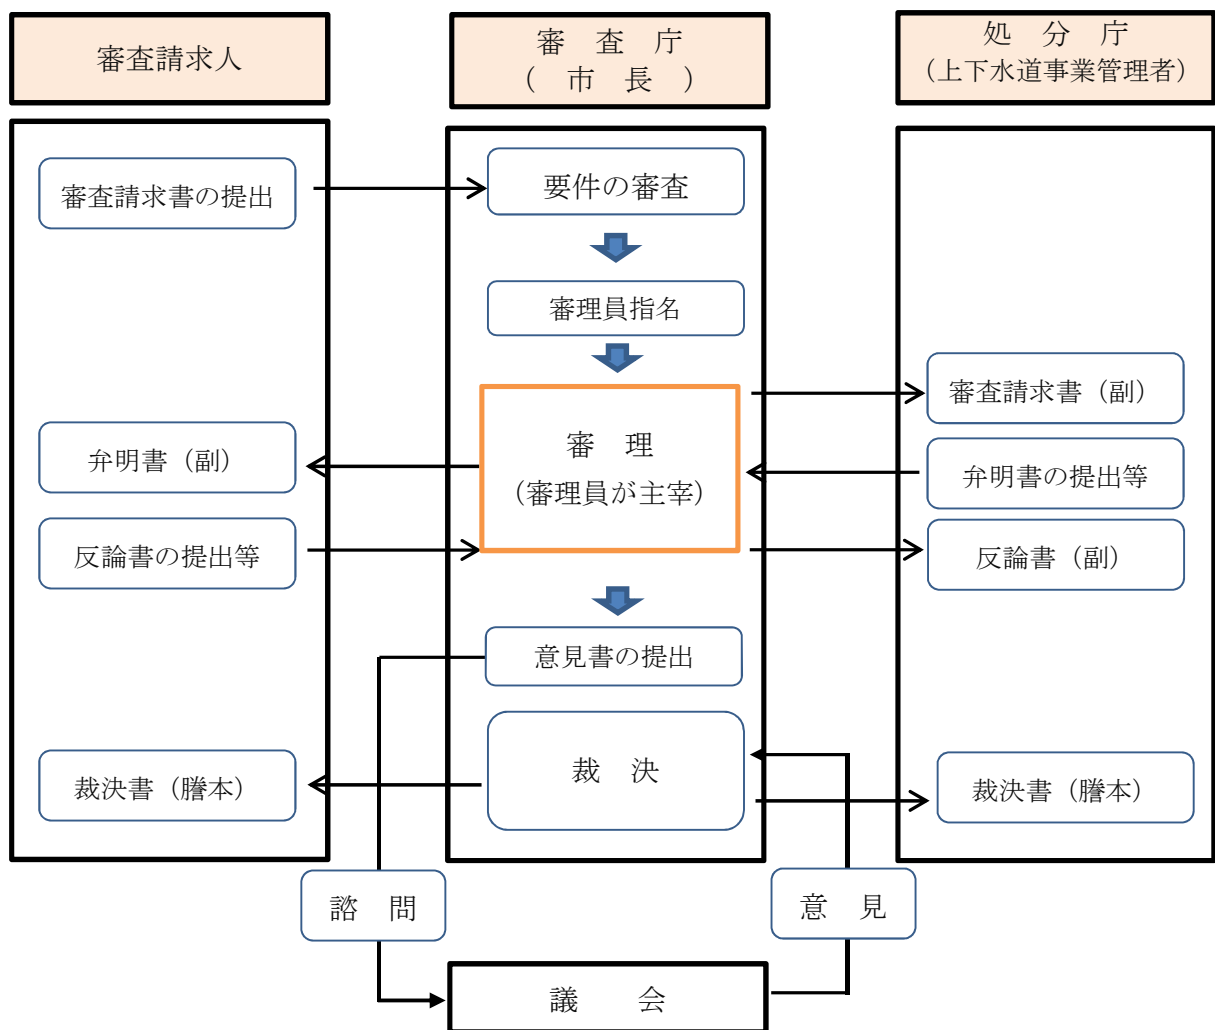 審査請求人
審　査　庁
（　市　長　）
処　分　庁
（上下水道事業管理者）
審査請求書の提出
要件の審査
審理員指名
審査請求書（副）
審　理
（審理員が主宰）
弁明書（副）
弁明書の提出等
反論書の提出等
反論書（副）
意見書の提出
裁　決
裁決書（謄本）
裁決書（謄本）
諮　問
意　見
議　　会